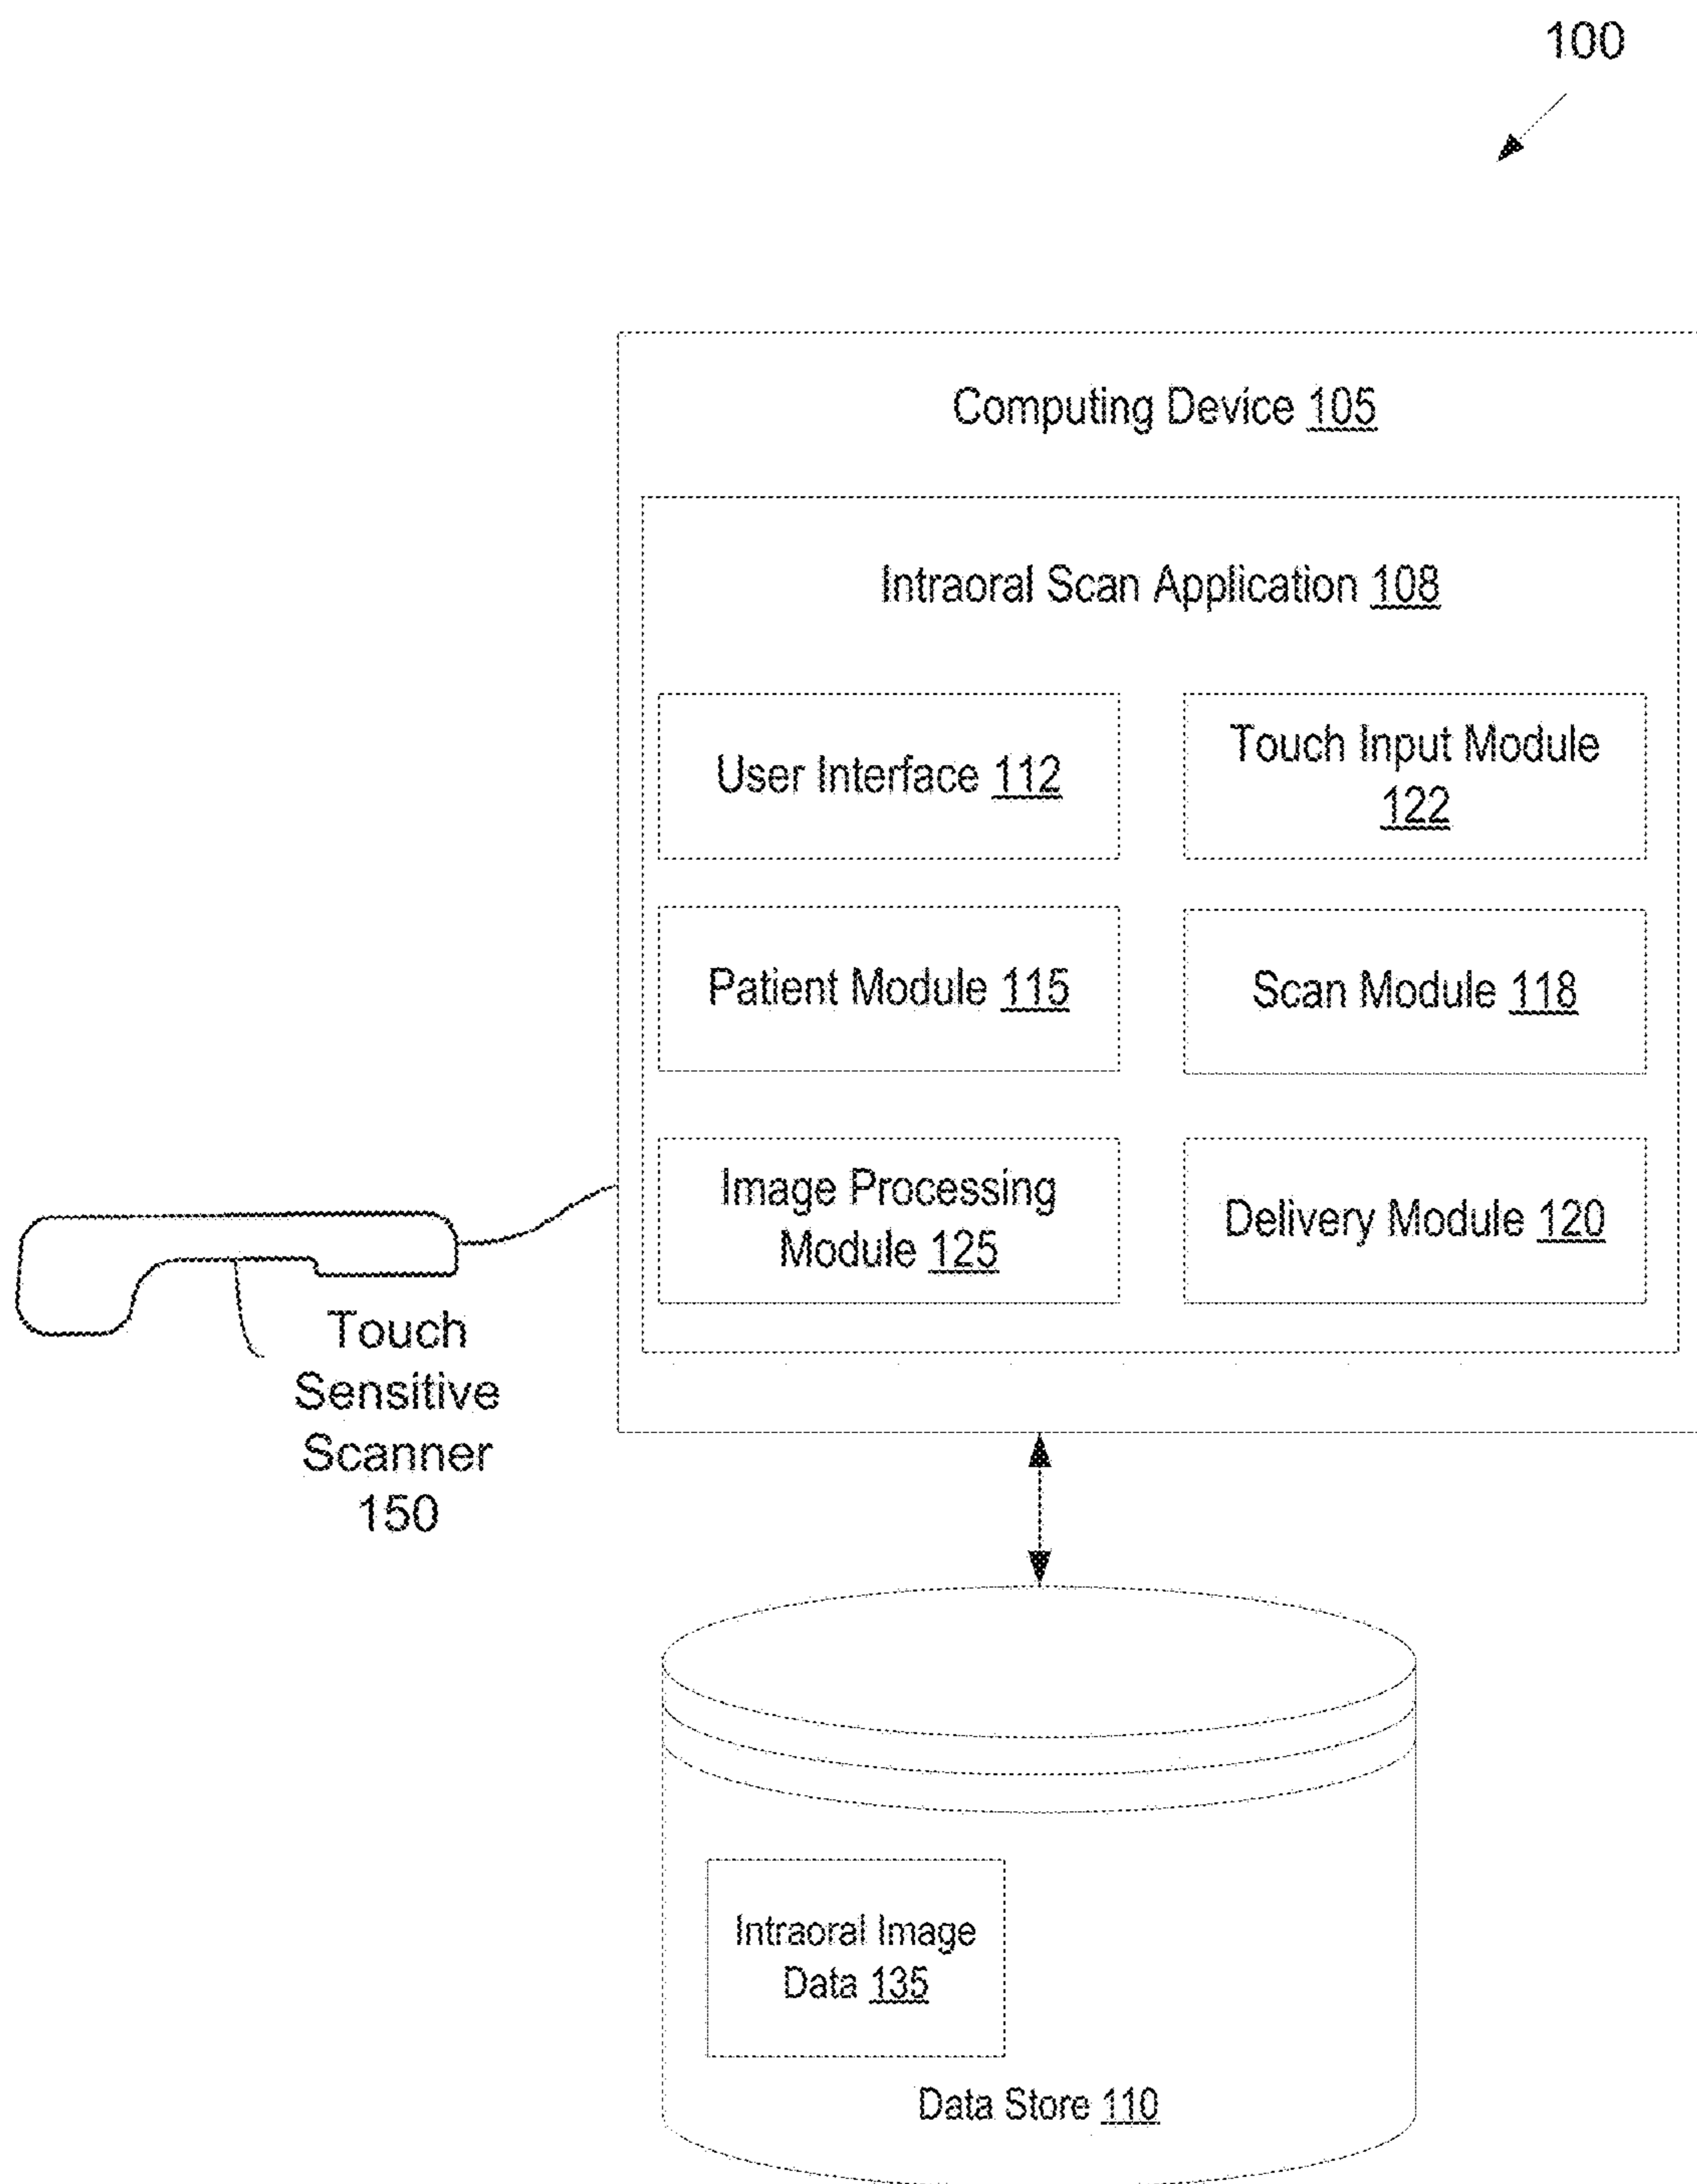 100
Computing Device 105
Intraoral Scan Application 108
User Interface 112
Touch Input Module
122
Patient Module 115
Scan Module 118
Image Processing
Module 125
Delivery Module 120
Touch
Sensitive
Scanner
150
Intraoral Image
Data 135
Data Store 110